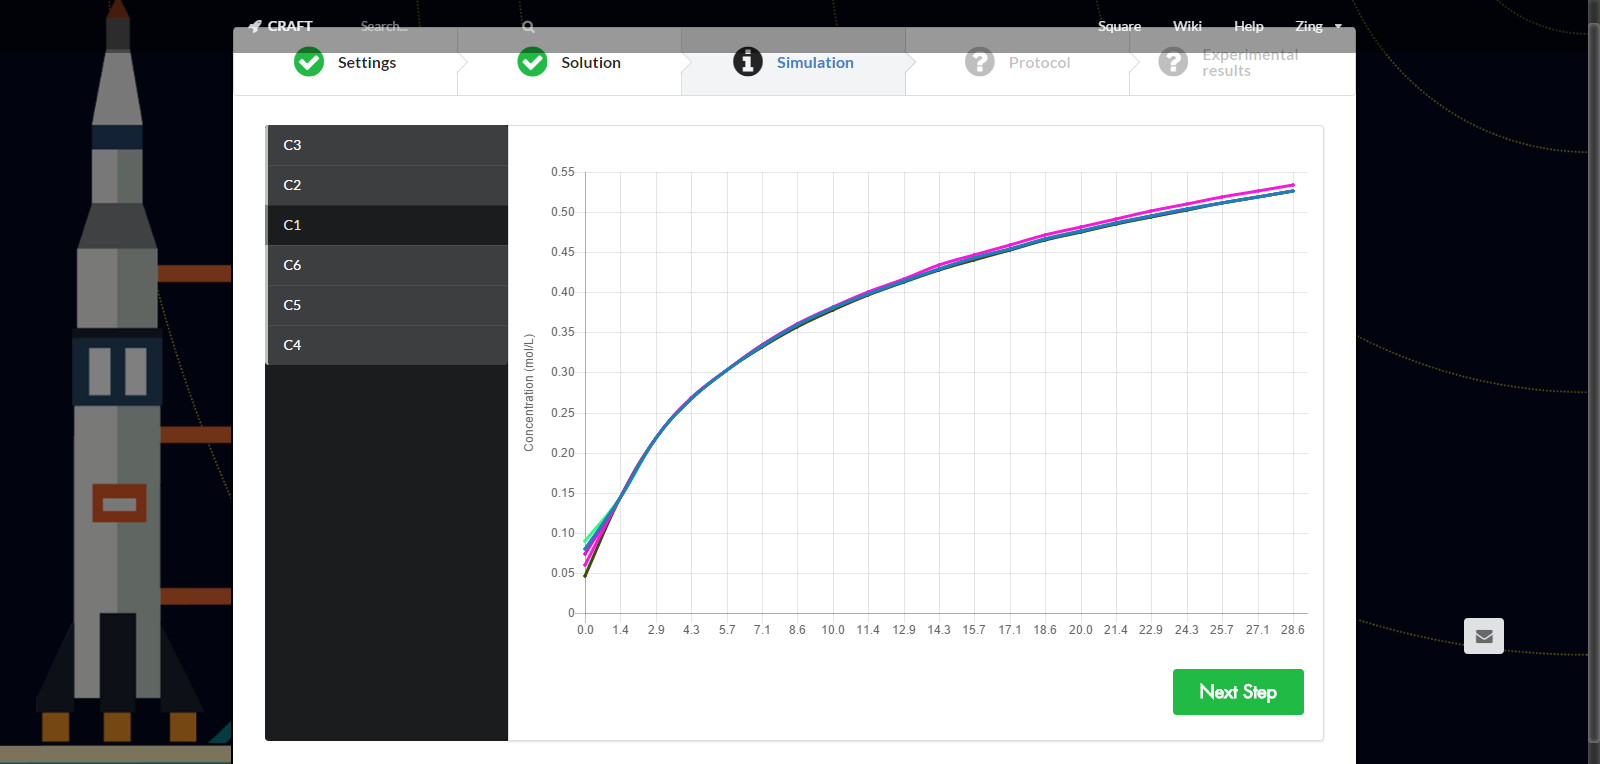 CRAFT Search... Square Wiki Help Zing
Settings Solution Simulation Protocol Experimental
results
C3
C2
C1
C6
C5
C4
Concentration (mol/L)
0.55
0.50
0.45
0.40
0.35
0.30
0.25
0.20
0.15
0.10
0.05
0
0.0 1.4 2.9 4.3 5.7 7.1 8.6 10.0 11.4 12.9 14.3 15.7 17.1 18.6 20.0 21.4 22.9 24.3 25.7 27.1 28.6
Next Step